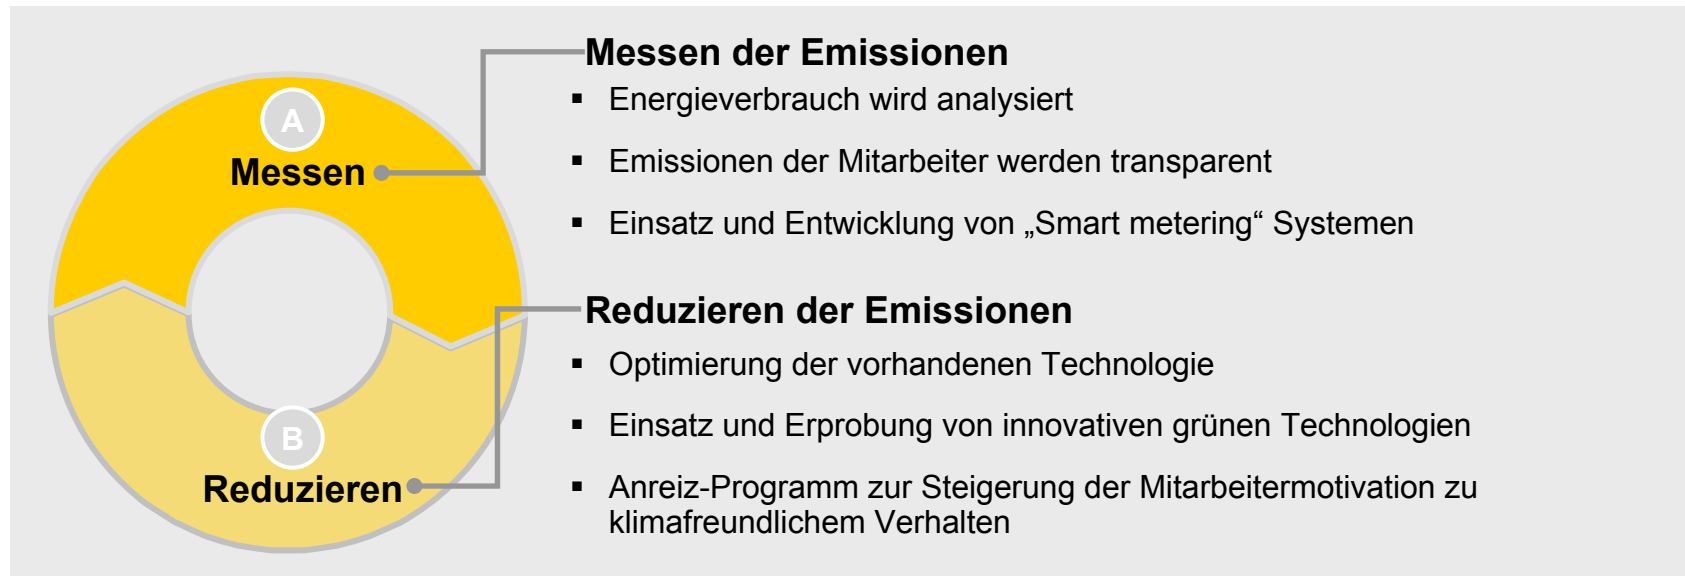 A
Messen
B
Reduzieren
Messen der Emissionen
▪ Energieverbrauch wird analysiert
▪ Emissionen der Mitarbeiter werden transparent
▪ Einsatz und Entwicklung von „Smart metering“ Systemen
Reduzieren der Emissionen
▪ Optimierung der vorhandenen Technologie
▪ Einsatz und Erprobung von innovativen grünen Technologien
▪ Anreiz-Programm zur Steigerung der Mitarbeitermotivation zu
klimafreundlichem Verhalten